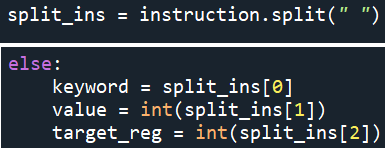 split_ins = instruction.split(" ")
else:
    keyword = split_ins[0]
    value = int(split_ins[1])
    target_reg = int(split_ins[2])